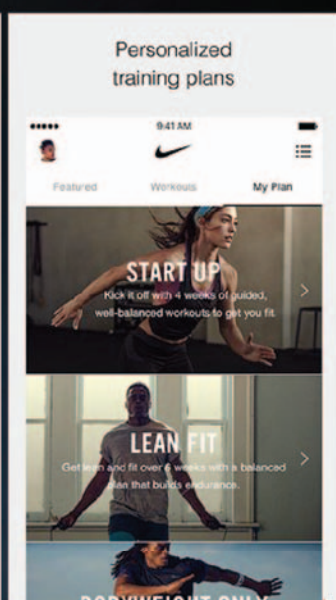 Personalized
training plans
9:41 AM
Featured Workouts My Plan
START UP
Kick it off with 4 weeks of guided,
well-balanced workouts to get you fit.
LEAN FIT
Get lean and fit over 6 weeks with a balanced
plan that builds endurance.
BODYWEIGHT ONLY